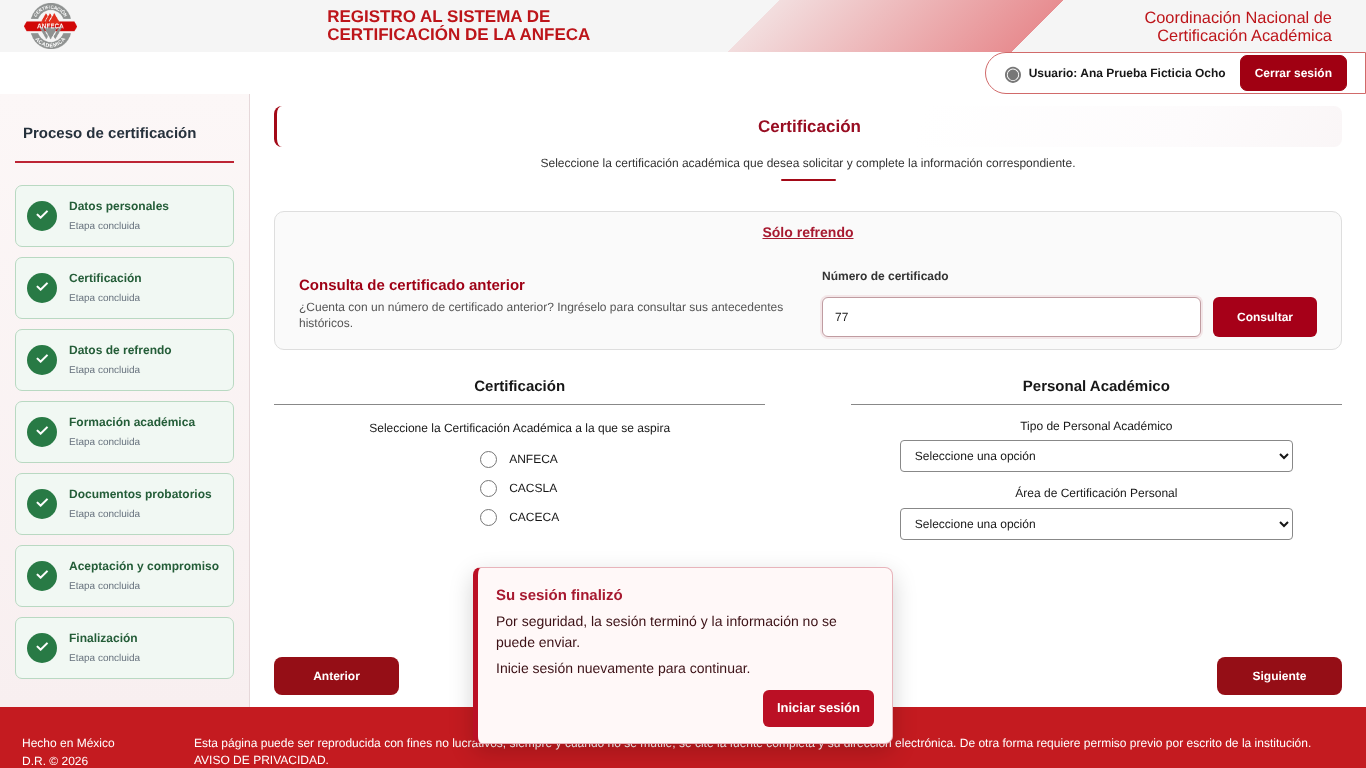 CERTIFICACIÓN
ANFECA
ACADÉMICA
REGISTRO AL SISTEMA DE
CERTIFICACIÓN DE LA ANFECA
Coordinación Nacional de
Certificación Académica
Usuario: Ana Prueba Ficticia Ocho
Cerrar sesión
Proceso de certificación
Datos personales
Etapa concluida
Certificación
Etapa concluida
Datos de refrendo
Etapa concluida
Formación académica
Etapa concluida
Documentos probatorios
Etapa concluida
Aceptación y compromiso
Etapa concluida
Finalización
Etapa concluida
Certificación
Seleccione la certificación académica que desea solicitar y complete la información correspondiente.
Sólo refrendo
Consulta de certificado anterior
¿Cuenta con un número de certificado anterior? Ingréselo para consultar sus antecedentes
históricos.
Número de certificado
77
Consultar
Certificación
Seleccione la Certificación Académica a la que se aspira
ANFECA
CACSLA
CACECA
Personal Académico
Tipo de Personal Académico
Seleccione una opción
Área de Certificación Personal
Seleccione una opción
Su sesión finalizó
Por seguridad, la sesión terminó y la información no se
puede enviar.
Inicie sesión nuevamente para continuar.
Iniciar sesión
Anterior
Siguiente
Hecho en México
D.R. © 2026
Esta página puede ser reproducida con fines no lucrativos, siempre y cuando no se mutile, se cite la fuente completa y su dirección electrónica. De otra forma requiere permiso previo por escrito de la institución.
AVISO DE PRIVACIDAD.